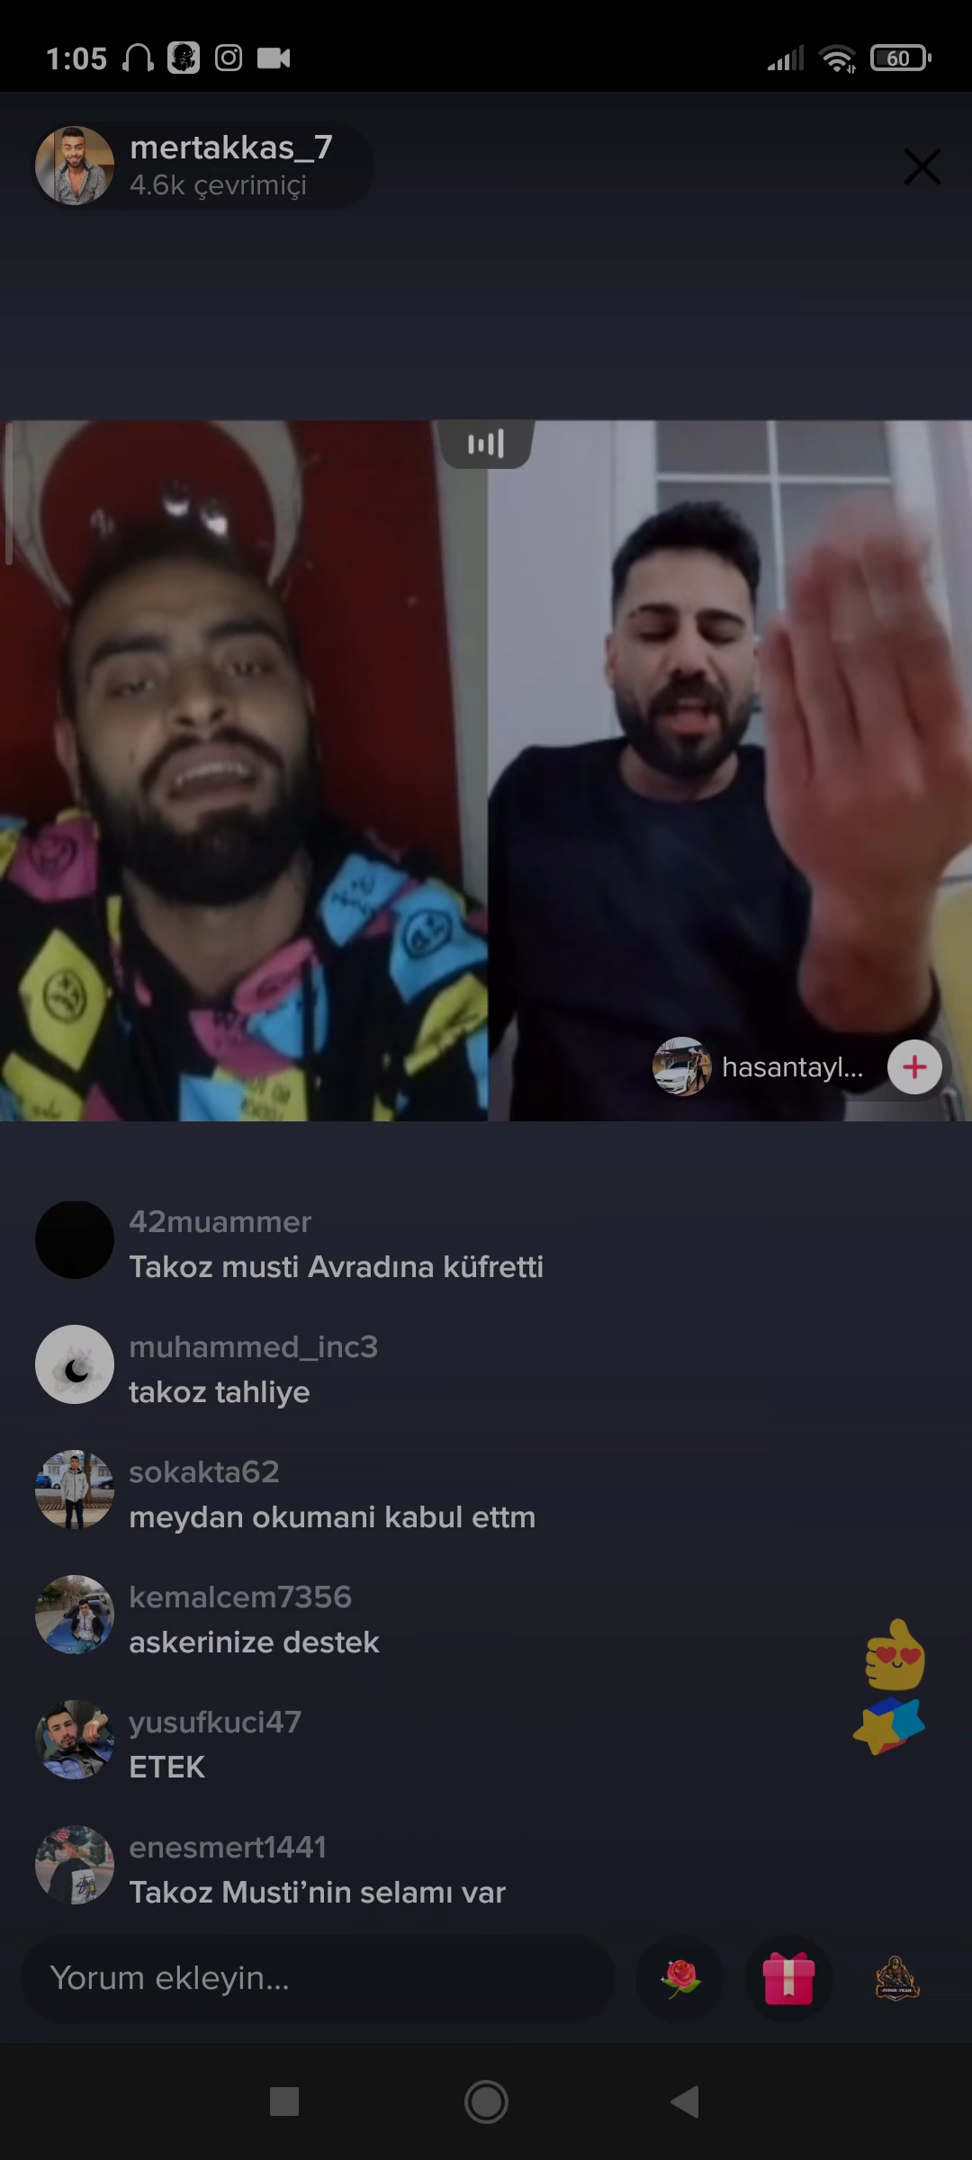 1:05
60
mertakkas_7
4.6k çevrimiçi
hasantayl...
42muammer
Takoz musti Avradına küfretti
muhammed_inc3
takoz tahliye
sokakta62
meydan okumani kabul ettm
kemalcem7356
askerinize destek
yusufkuci47
ETEK
enesmert1441
Takoz Musti’nin selamı var
Yorum ekleyin...